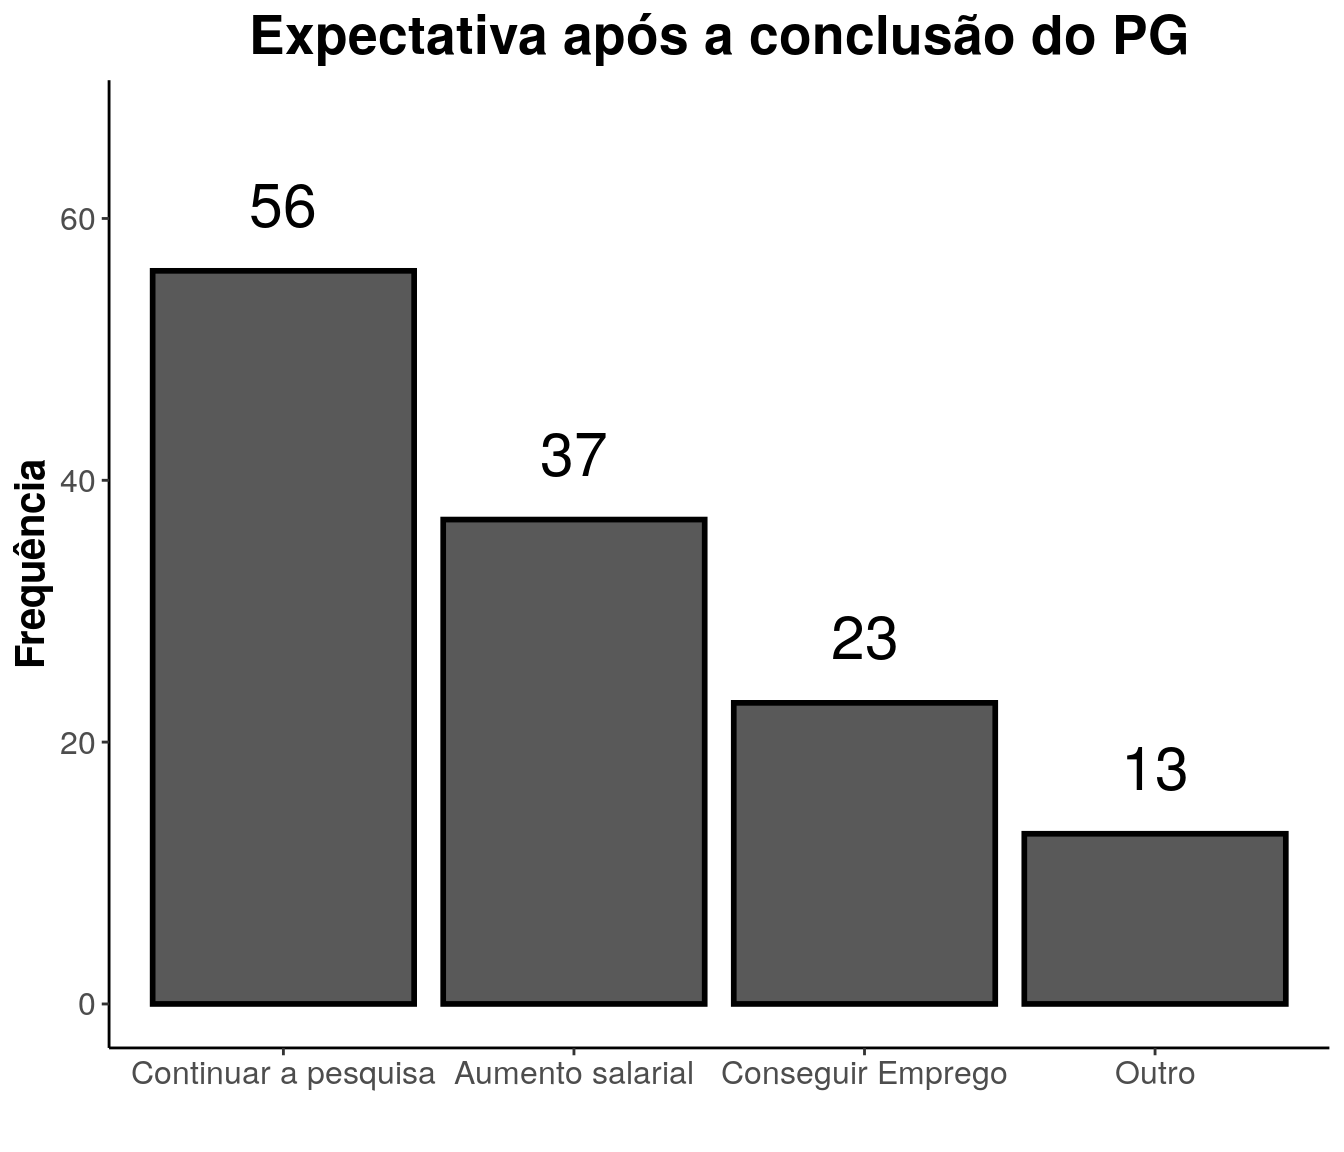 Expectativa após a conclusão do PG
Frequência
60
40
20
0
56
37
23
13
Continuar a pesquisa
Aumento salarial
Conseguir Emprego
Outro